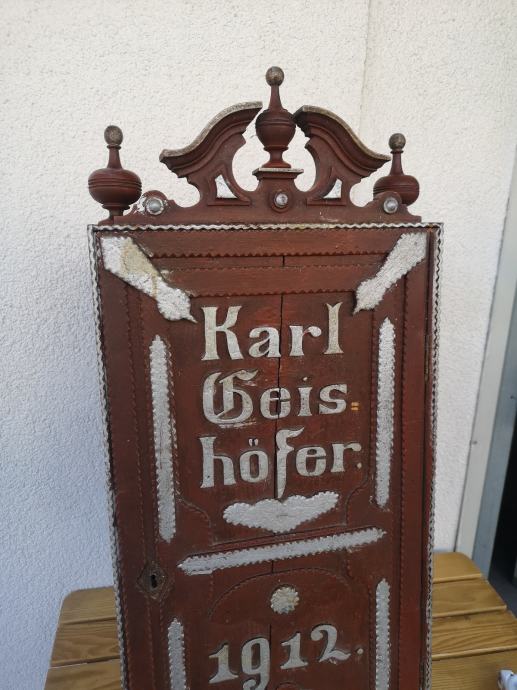 Karl
Geis=
höfer.
1912.